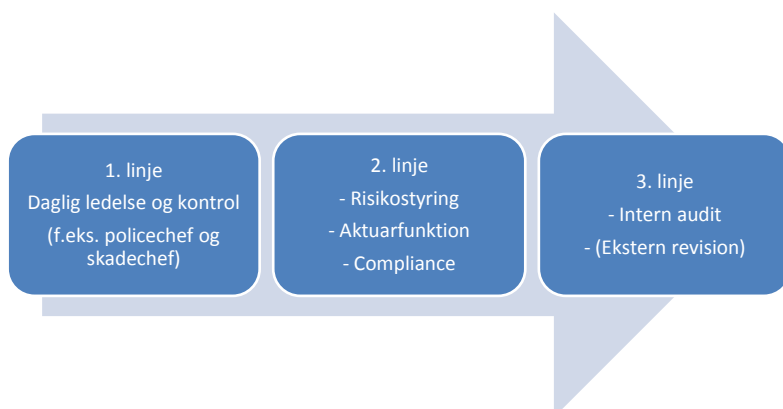 1. linje
Daglig ledelse og kontrol
(f.eks. policechef og
skadechef)
2. linje
- Risikostyring
- Aktuarfunktion
- Compliance
3. linje
- Intern audit
- (Ekstern revision)